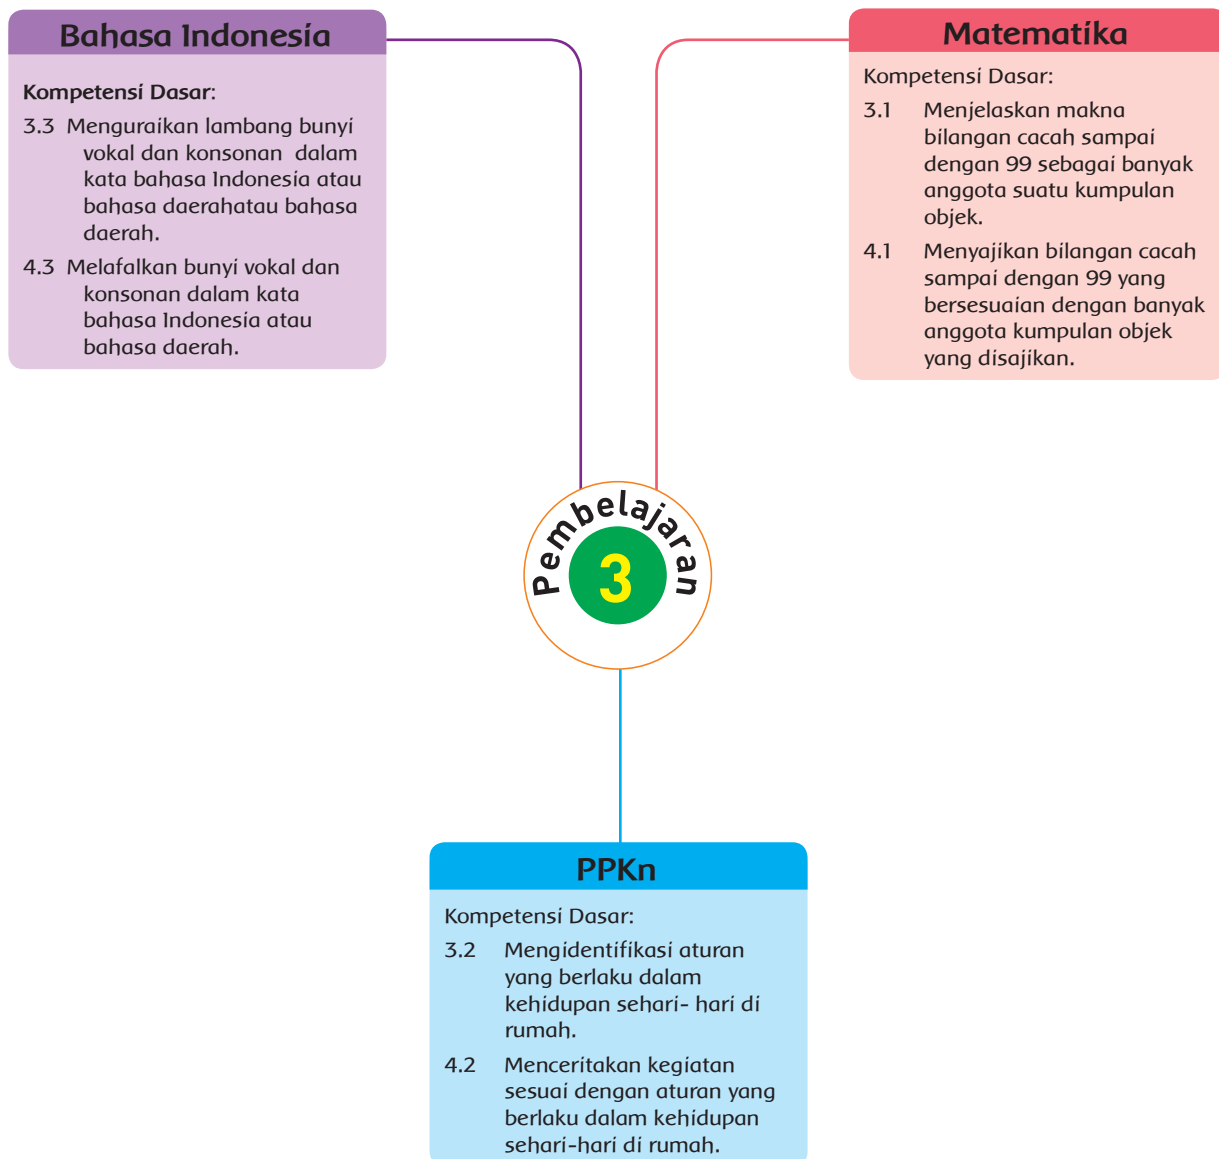 Bahasa Indonesia
Kompetensi Dasar:
3.3 Menguraikan lambang bunyi
vokal dan konsonan dalam
kata bahasa Indonesia atau
bahasa daerahatau bahasa
daerah.
4.3 Melafalkan bunyi vokal dan
konsonan dalam kata
bahasa Indonesia atau
bahasa daerah.
Matematika
Kompetensi Dasar:
3.1 Menjelaskan makna
bilangan cacah sampai
dengan 99 sebagai banyak
anggota suatu kumpulan
objek.
4.1 Menyajikan bilangan cacah
sampai dengan 99 yang
bersesuaian dengan banyak
anggota kumpulan objek
yang disajikan.
Pembelajaran
3
PPKn
Kompetensi Dasar:
3.2 Mengidentifikasi aturan
yang berlaku dalam
kehidupan sehari- hari di
rumah.
4.2 Menceritakan kegiatan
sesuai dengan aturan yang
berlaku dalam kehidupan
sehari-hari di rumah.